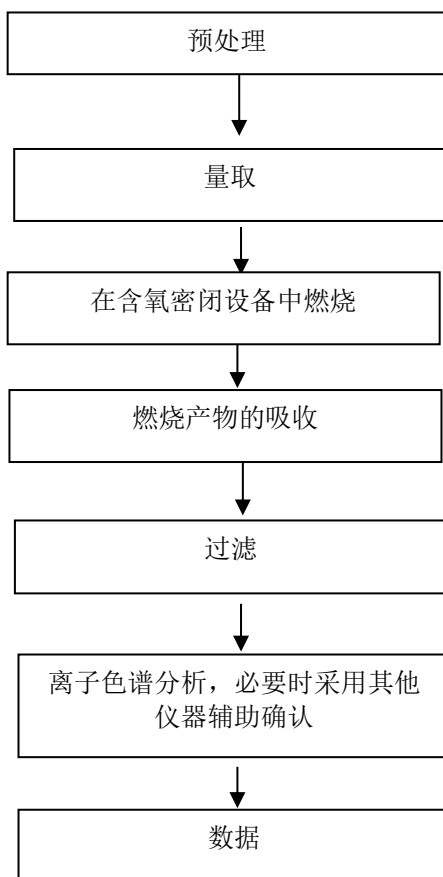 预处理
量取
在含氧密闭设备中燃烧
燃烧产物的吸收
过滤
离子色谱分析，必要时采用其他
仪器辅助确认
数据